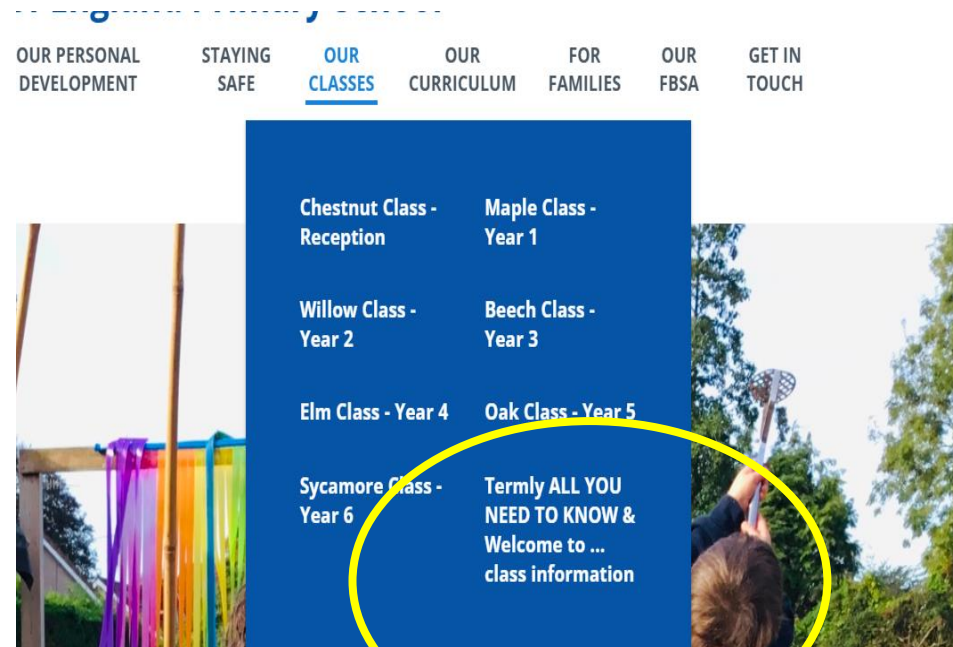 OUR PERSONAL DEVELOPMENT
STAYING SAFE
OUR CLASSES
OUR CURRICULUM
FOR FAMILIES
OUR FBSA
GET IN TOUCH
Chestnut Class -
Reception
Maple Class -
Year 1
Willow Class -
Year 2
Beech Class -
Year 3
Elm Class - Year 4
Oak Class - Year 5
Sycamore Class -
Year 6
Termly ALL YOU
NEED TO KNOW &
Welcome to ...
class information